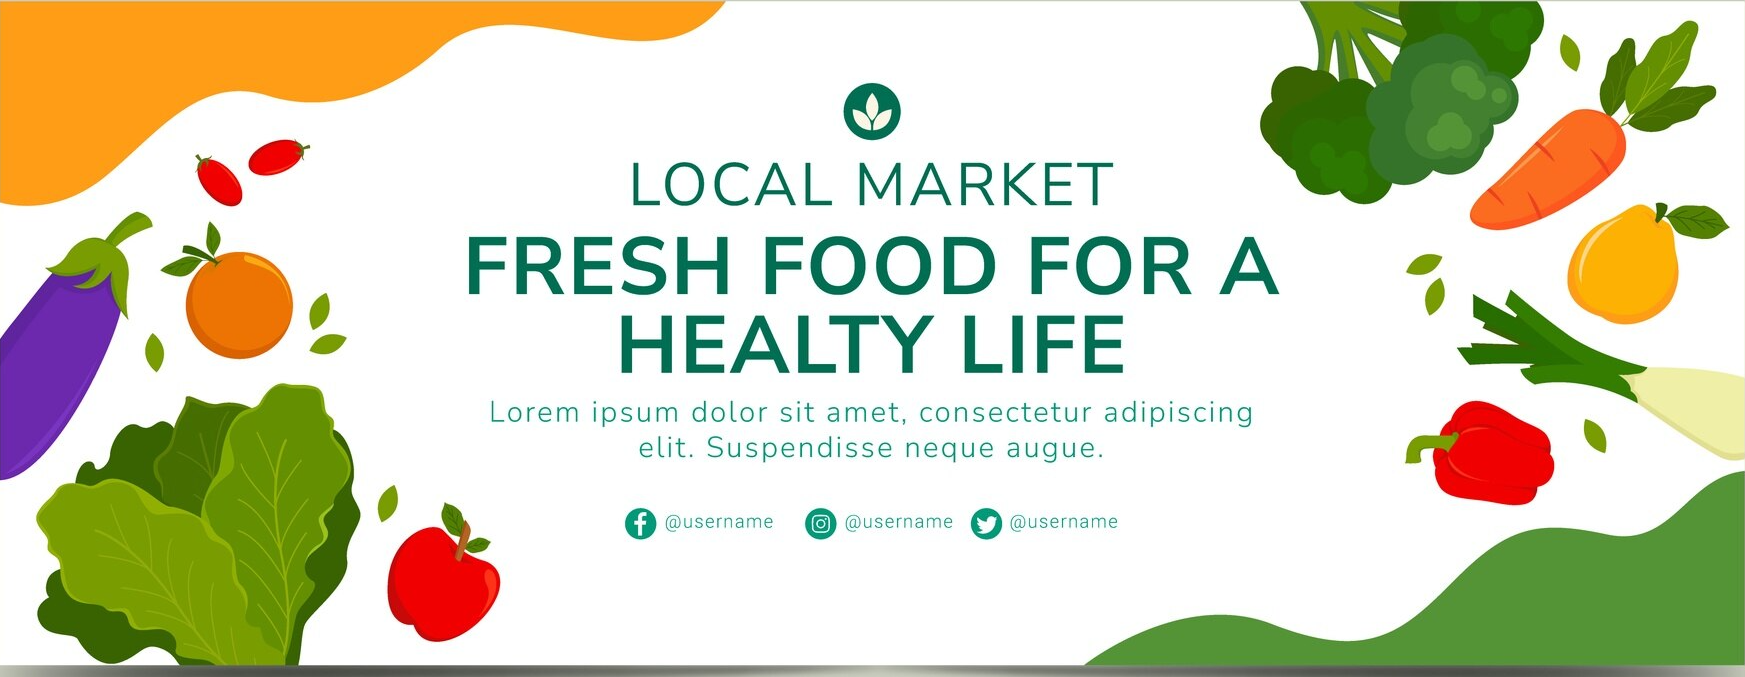 LOCAL MARKET
FRESH FOOD FOR A
HEALTY LIFE
Lorem ipsum dolor sit amet, consectetur adipiscing
elit. Suspendisse neque augue.
@username @username @username